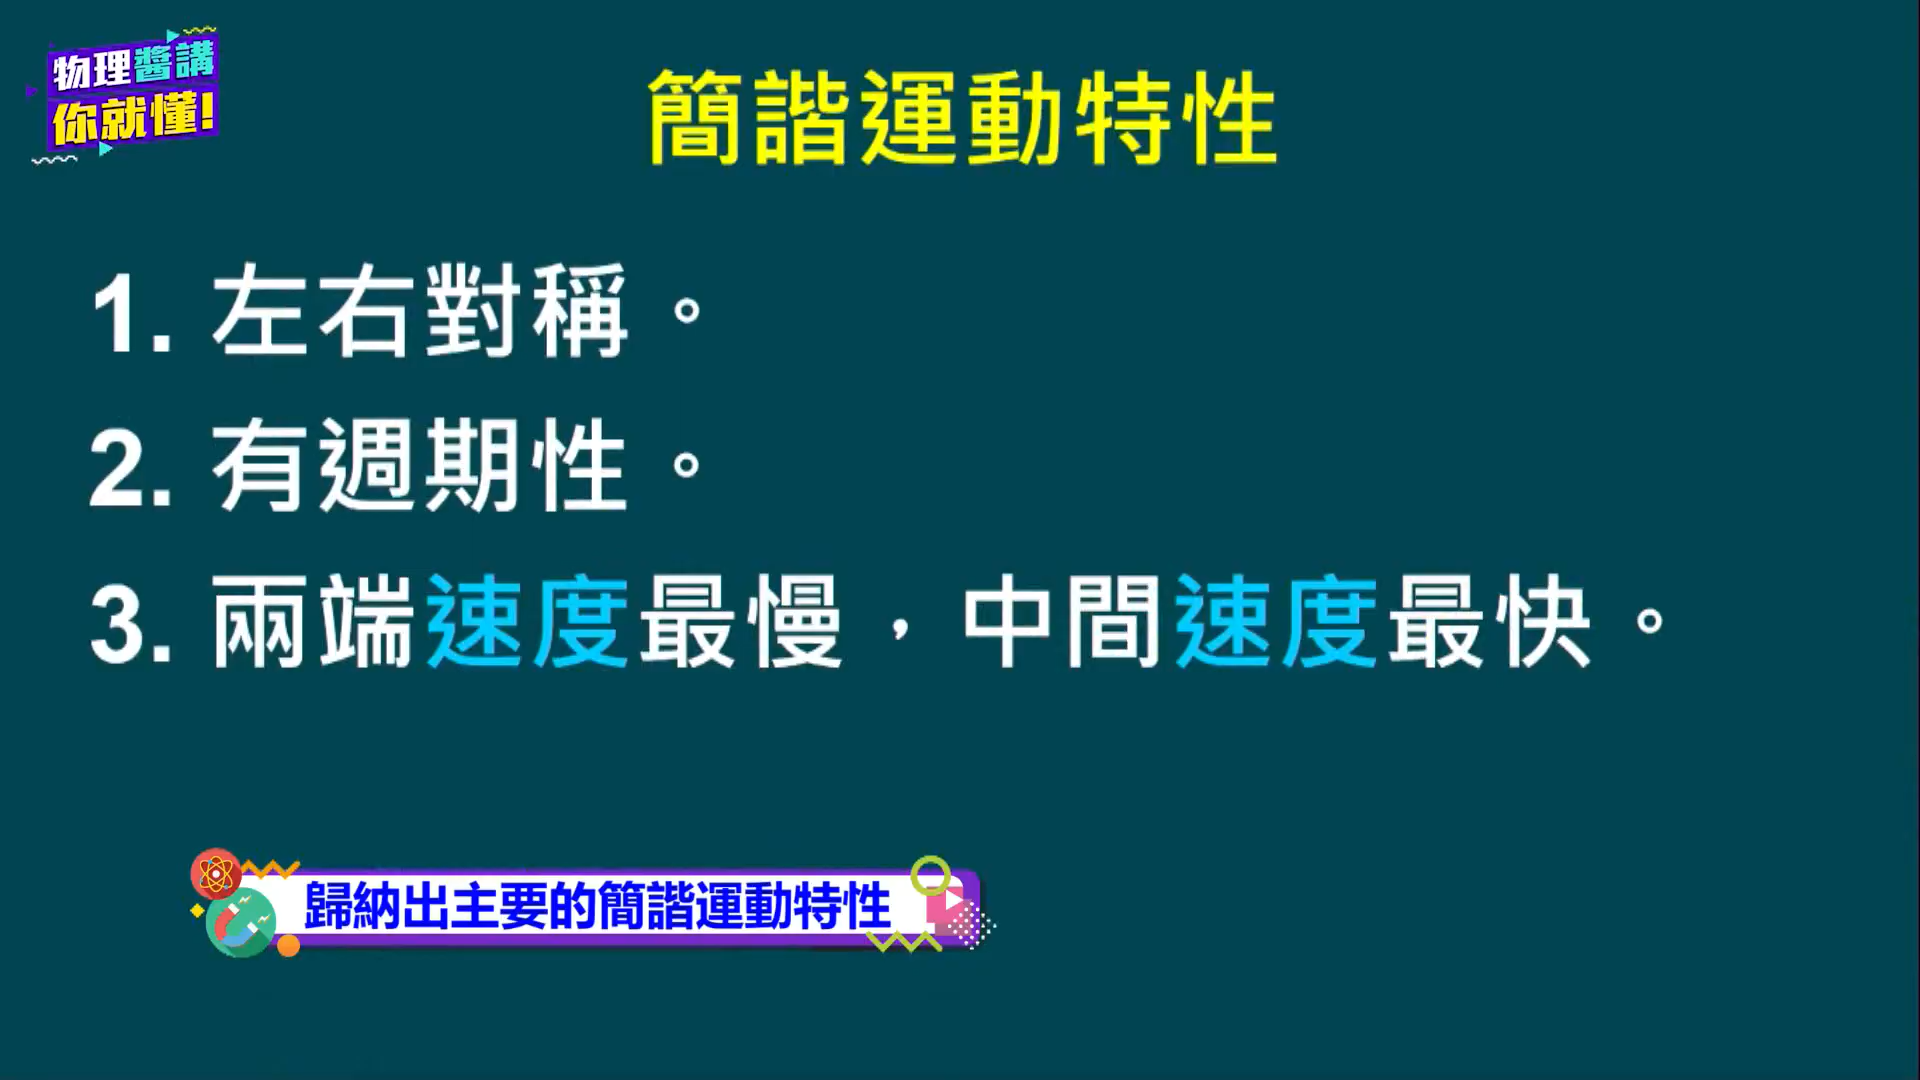 物理醬講
你就懂!
簡諧運動特性
1. 左右對稱。
2. 有週期性。
3. 兩端速度最慢，中間速度最快。
歸納出主要的簡諧運動特性